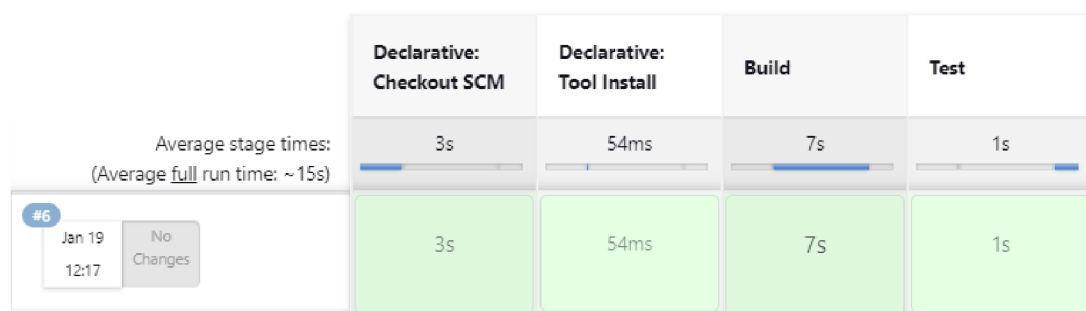 Declarative: Checkout SCM
Declarative: Tool Install
Build
Test
Average stage times:
(Average full run time: ~15s)
3s
54ms
7s
1s
#6
Jan 19
12:17
No Changes
3s
54ms
7s
1s